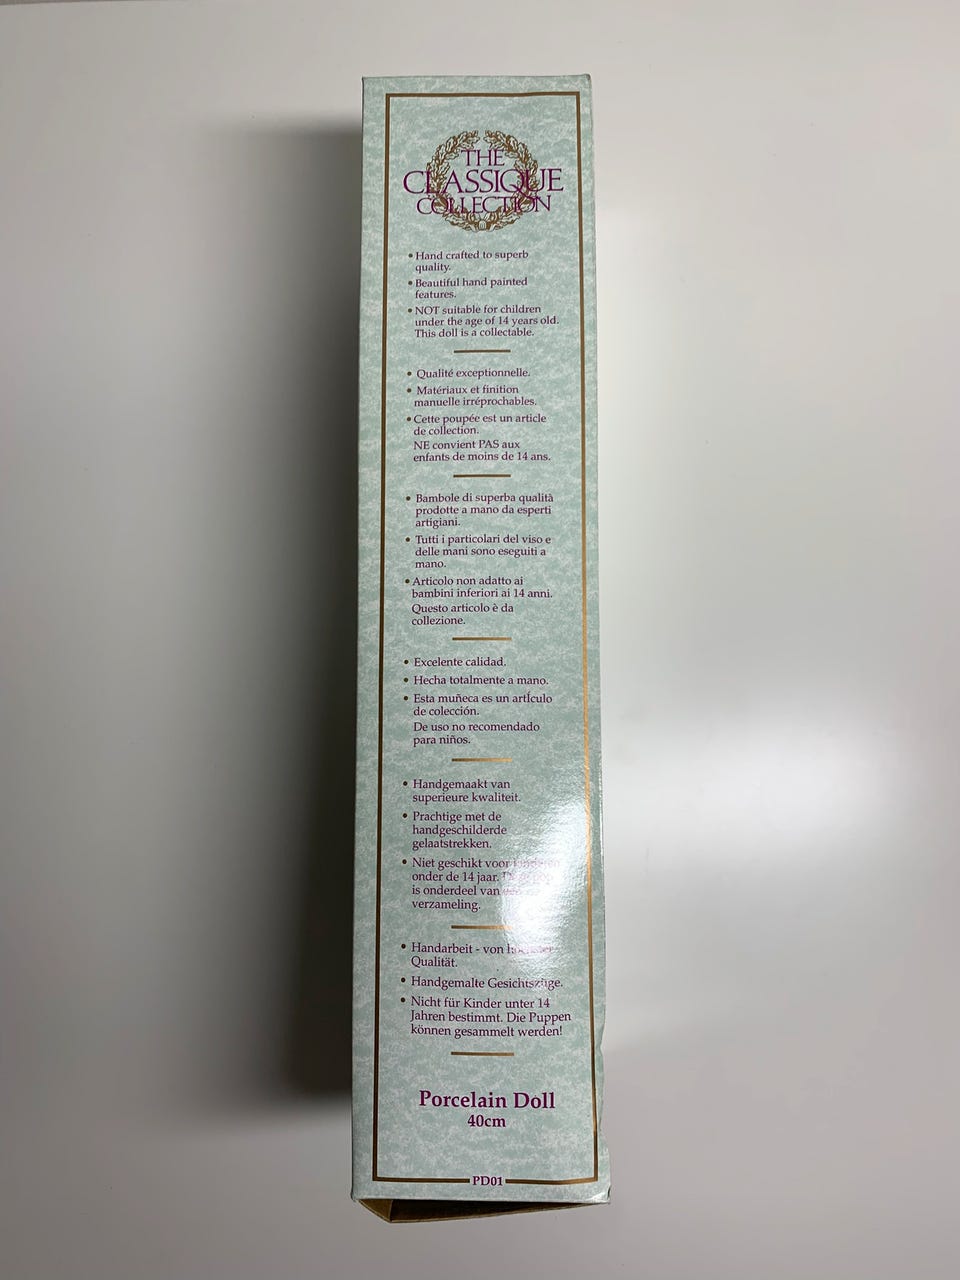 THE
CLASSIQUE
COLLECTION
• Hand crafted to superb
quality.
• Beautiful hand painted
features.
• NOT suitable for children
under the age of 14 years old.
This doll is a collectable.
• Qualité exceptionnelle.
• Matériaux et finition
manuelle irréprochables.
• Cette poupée est un article
de collection.
NE convient PAS aux
enfants de moins de 14 ans.
• Bambole di superba qualità
prodotte a mano da esperti
artigiani.
• Tutti i particolari del viso e
delle mani sono eseguiti a
mano.
• Articolo non adatto ai
bambini inferiori ai 14 anni.
Questo articolo è da
collezione.
• Excelente calidad.
• Hecha totalmente a mano.
• Esta muñeca es un artÍculo
de colección.
De uso no recomendado
para niños.
• Handgemaakt van
superieure kwaliteit.
• Prachtige met de
handgeschilderde
gelaatstrekken.
• Niet geschikt voor
onder de 14 jaar.
is onderdeel van
verzameling.
• Handarbeit - von
Qualität.
• Handgemalte Gesichtszüge.
• Nicht für Kinder unter 14
Jahren bestimmt. Die Puppen
können gesammelt werden!
Porcelain Doll
40cm
PD01